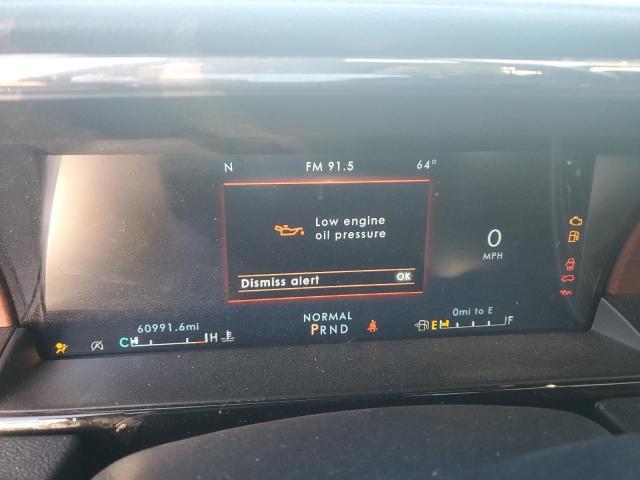 N FM 91.5 64°
Low engine
oil pressure
0
MPH
Dismiss alert OK
60991.6mi
NORMAL
0mi to E
C H
PRND
E F